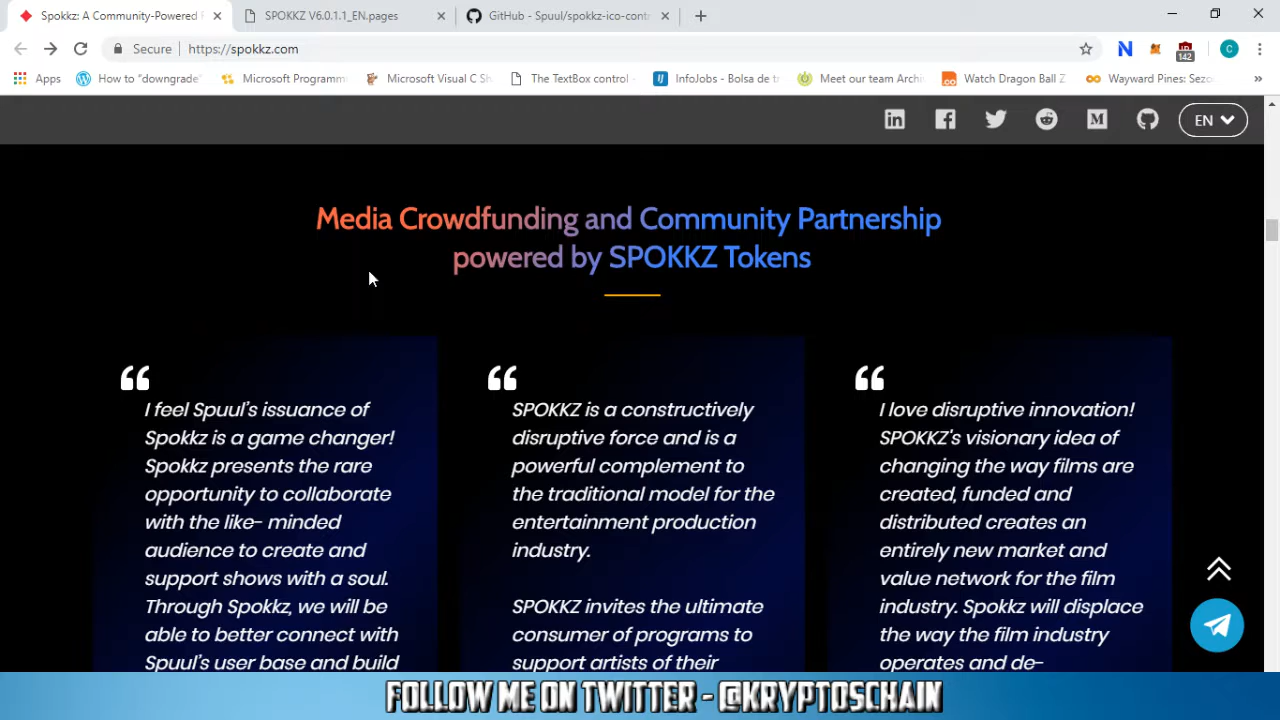 Spokkz: A Community-Powered F
SPOKKZ V6.0.1.1_EN.pages
GitHub - Spuul/spokkz-ico-contr
Secure
https://spokkz.com
142
C
Apps
How to "downgrade"
Microsoft Programm
Microsoft Visual C Sh
The TextBox control -
InfoJobs - Bolsa de t
Meet our team Archi
Watch Dragon Ball Z
Wayward Pines: Sezo
EN
Media Crowdfunding and Community Partnership
powered by SPOKKZ Tokens
I feel Spuul's issuance of
Spokkz is a game changer!
Spokkz presents the rare
opportunity to collaborate
with the like- minded
audience to create and
support shows with a soul.
Through Spokkz, we will be
able to better connect with
Spuul's user base and build
SPOKKZ is a constructively
disruptive force and is a
powerful complement to
the traditional model for the
entertainment production
industry.
SPOKKZ invites the ultimate
consumer of programs to
support artists of their
I love disruptive innovation!
SPOKKZ's visionary idea of
changing the way films are
created, funded and
distributed creates an
entirely new market and
value network for the film
industry. Spokkz will displace
the way the film industry
operates and de-
FOLLOW ME ON TWITTER - @KRYPTOSCHAIN